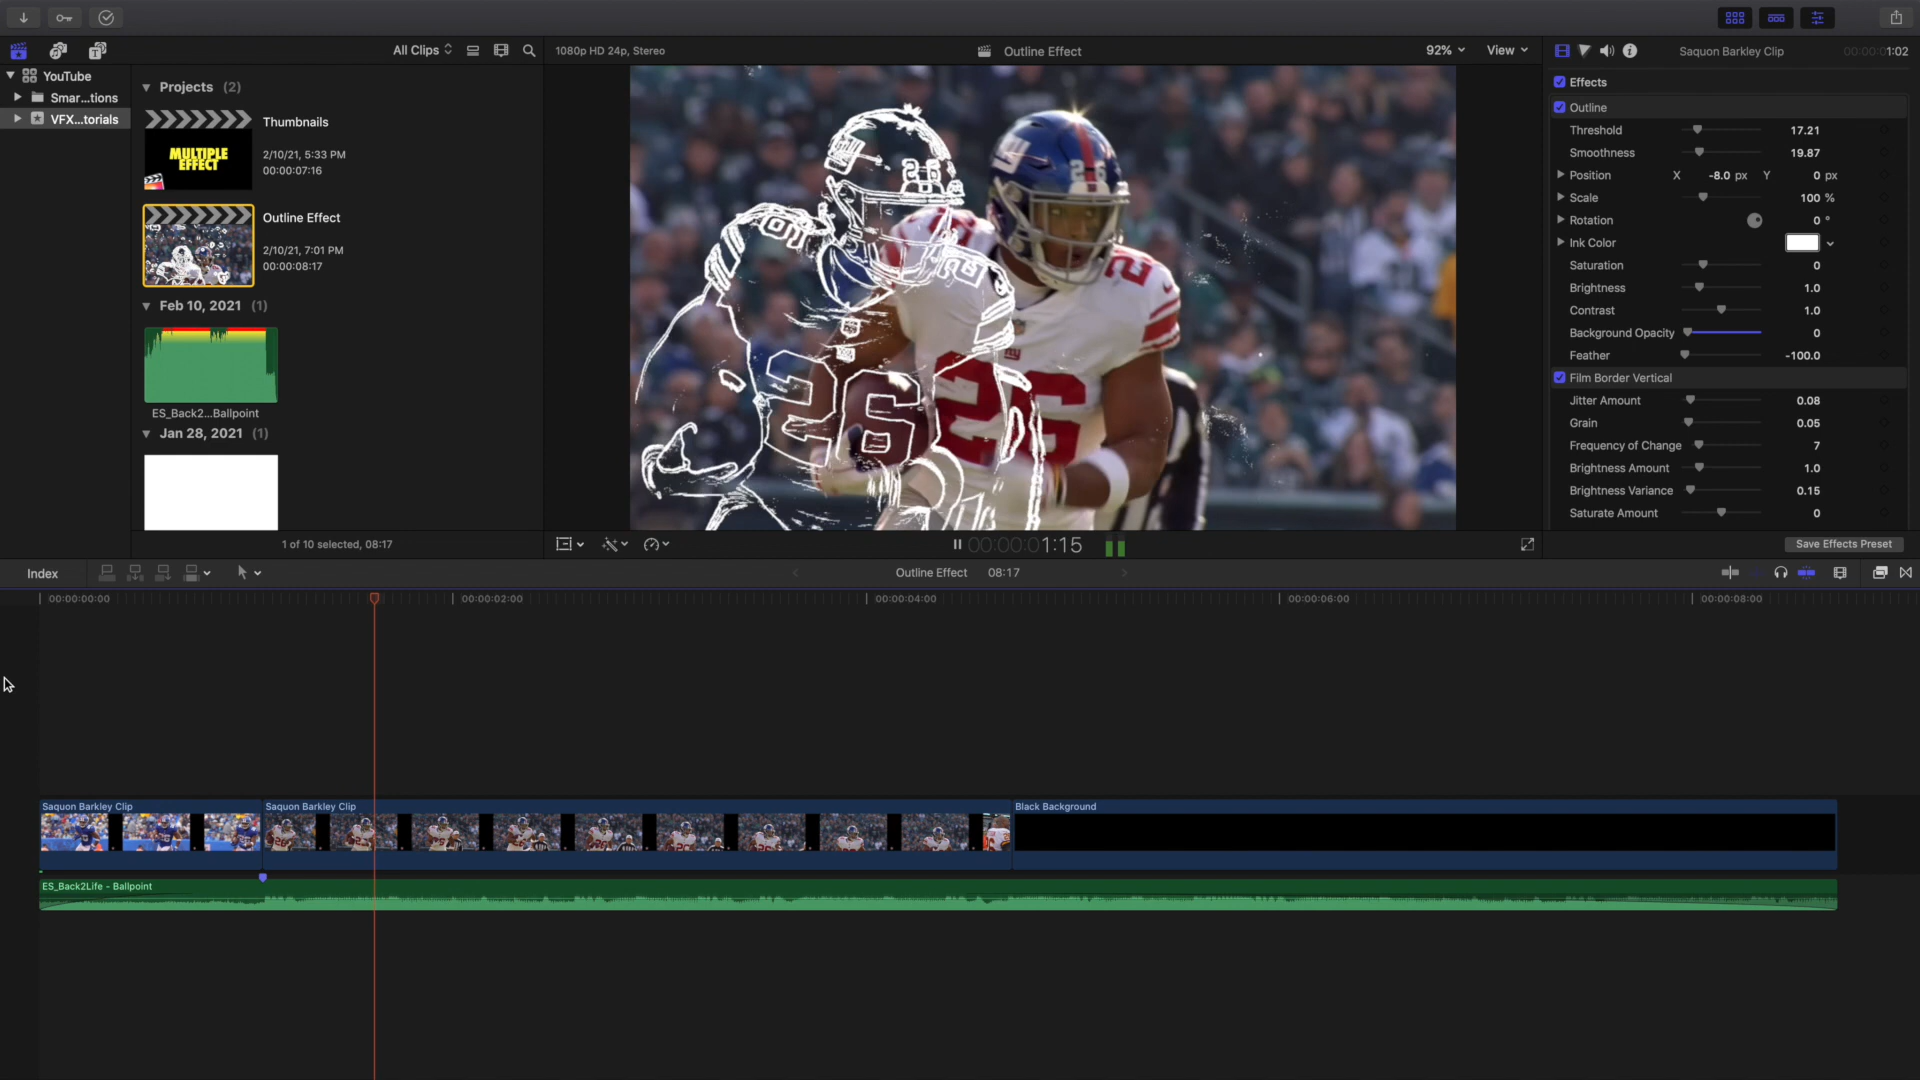 All Clips
1080p HD 24p, Stereo
Outline Effect
92%
View
Saquon Barkley Clip
00:00:00:01:02
YouTube
Smar...tions
VFX...torials
Projects (2)
Thumbnails
2/10/21, 5:33 PM
00:00:07:16
MULTIPLE
EFFECT
Outline Effect
2/10/21, 7:01 PM
00:00:08:17
Feb 10, 2021 (1)
ES_Back2...Ballpoint
Jan 28, 2021 (1)
1 of 10 selected, 08:17
26
26
Effects
Outline
Threshold 17.21
Smoothness 19.87
Position X -8.0 px Y 0 px
Scale 100 %
Rotation 0 °
Ink Color
Saturation 0
Brightness 1.0
Contrast 1.0
Background Opacity 0
Feather -100.0
Film Border Vertical
Jitter Amount 0.08
Grain 0.05
Frequency of Change 7
Brightness Amount 1.0
Brightness Variance 0.15
Saturate Amount 0
00:00:01:15
Save Effects Preset
Index
Outline Effect 08:17
00:00:00:00
00:00:02:00
00:00:04:00
00:00:06:00
00:00:08:00
Saquon Barkley Clip
Saquon Barkley Clip
Black Background
ES_Back2Life - Ballpoint